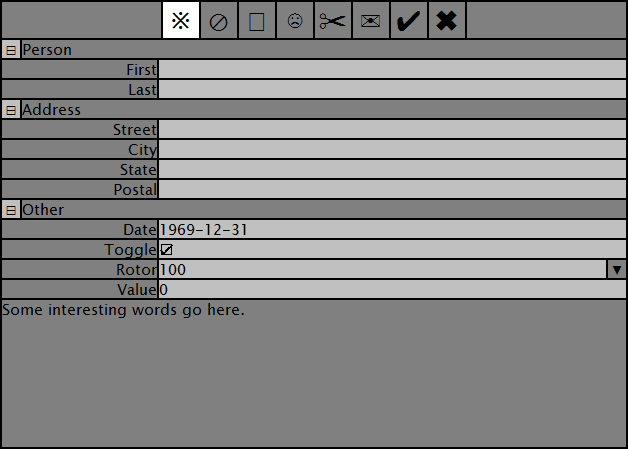 ※ ⊘ □ ☹ ✂ ✉ ✔ ✖
⊟ Person
First
Last
⊟ Address
Street
City
State
Postal
⊟ Other
Date 1969-12-31
Toggle ☑
Rotor 100 ▼
Value 0
Some interesting words go here.